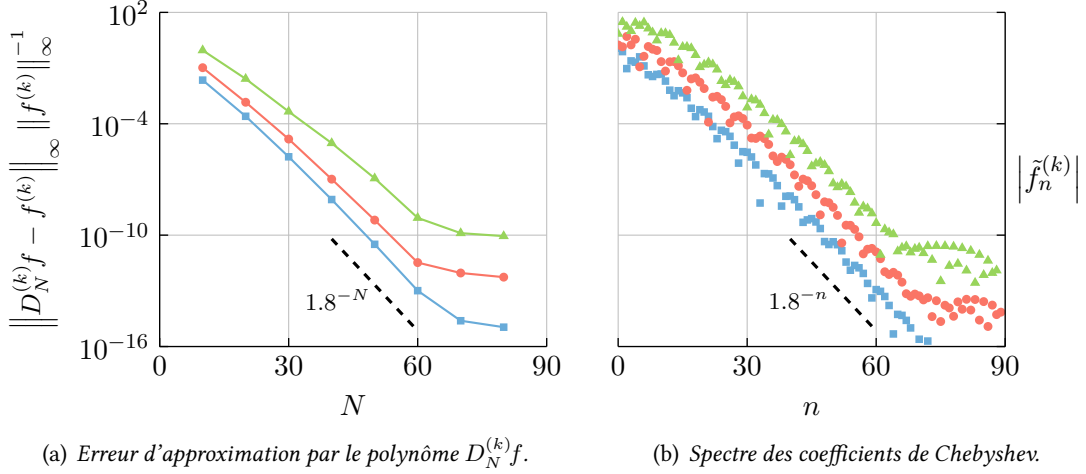 10^2
10^{-4}
10^{-10}
10^{-16}
‖D_N^{(k)} f − f^{(k)}‖_∞ ‖f^{(k)}‖_∞^{-1}
1.8^{−N}
0 30 60 90
N
1.8^{−n}
0 30 60 90
n
|f̃_n^{(k)}|
(a) Erreur d'approximation par le polynôme D_N^{(k)} f.
(b) Spectre des coefficients de Chebyshev.